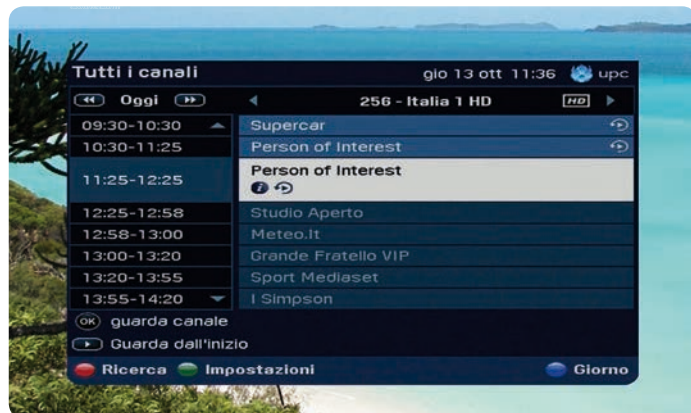 Tutti i canali gio 13 ott 11:36 upc
Oggi 256 - Italia 1 HD HD
09:30-10:30 Supercar
10:30-11:25 Person of Interest
11:25-12:25 Person of Interest
12:25-12:58 Studio Aperto
12:58-13:00 Meteo.It
13:00-13:20 Grande Fratello VIP
13:20-13:55 Sport Mediaset
13:55-14:20 I Simpson
OK guarda canale
Guarda dall'inizio
Ricerca Impostazioni Giorno